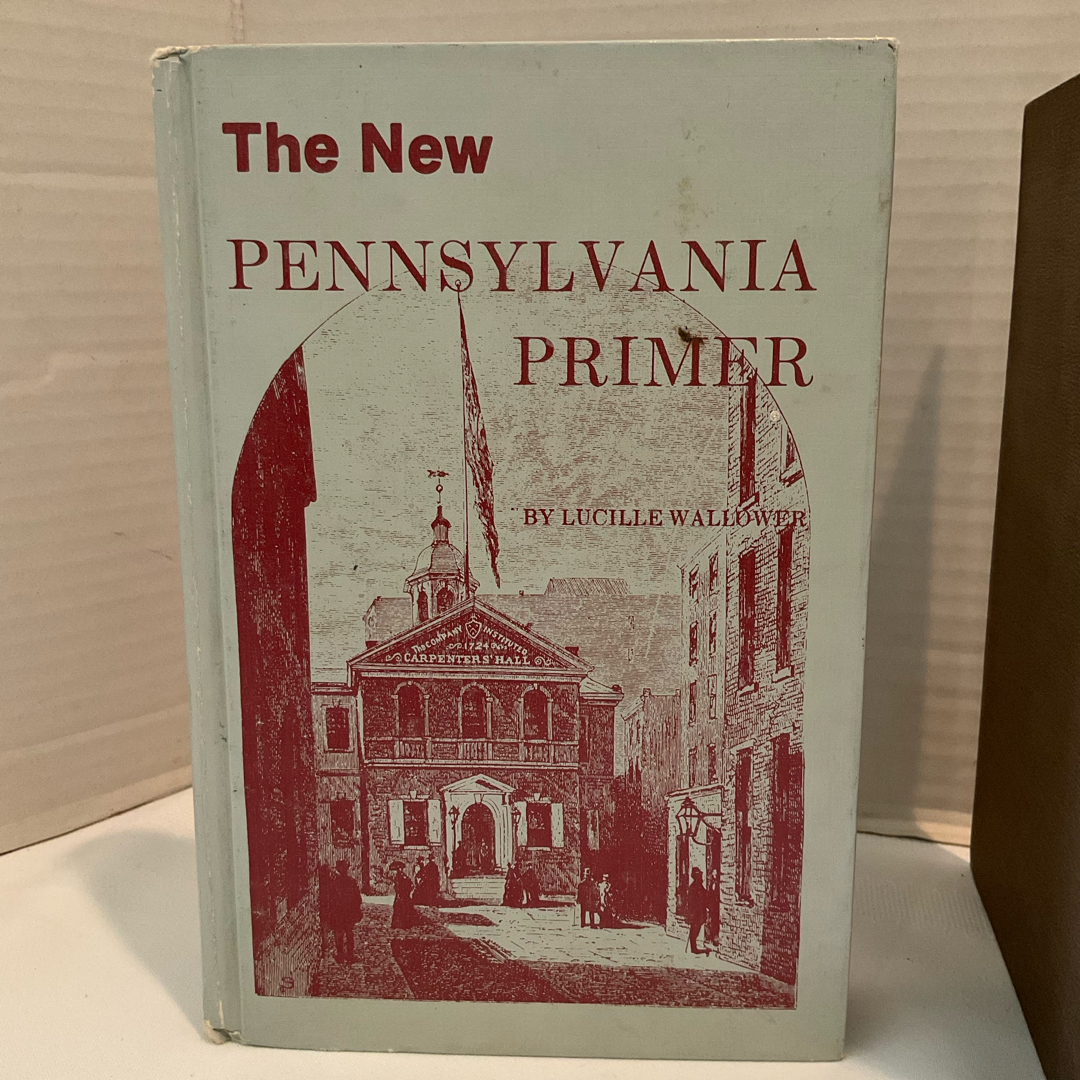 The New
PENNSYLVANIA
PRIMER
BY LUCILLE WALLOWER
The COMPANY INSTITUTED
1724
CARPENTERS' HALL
S